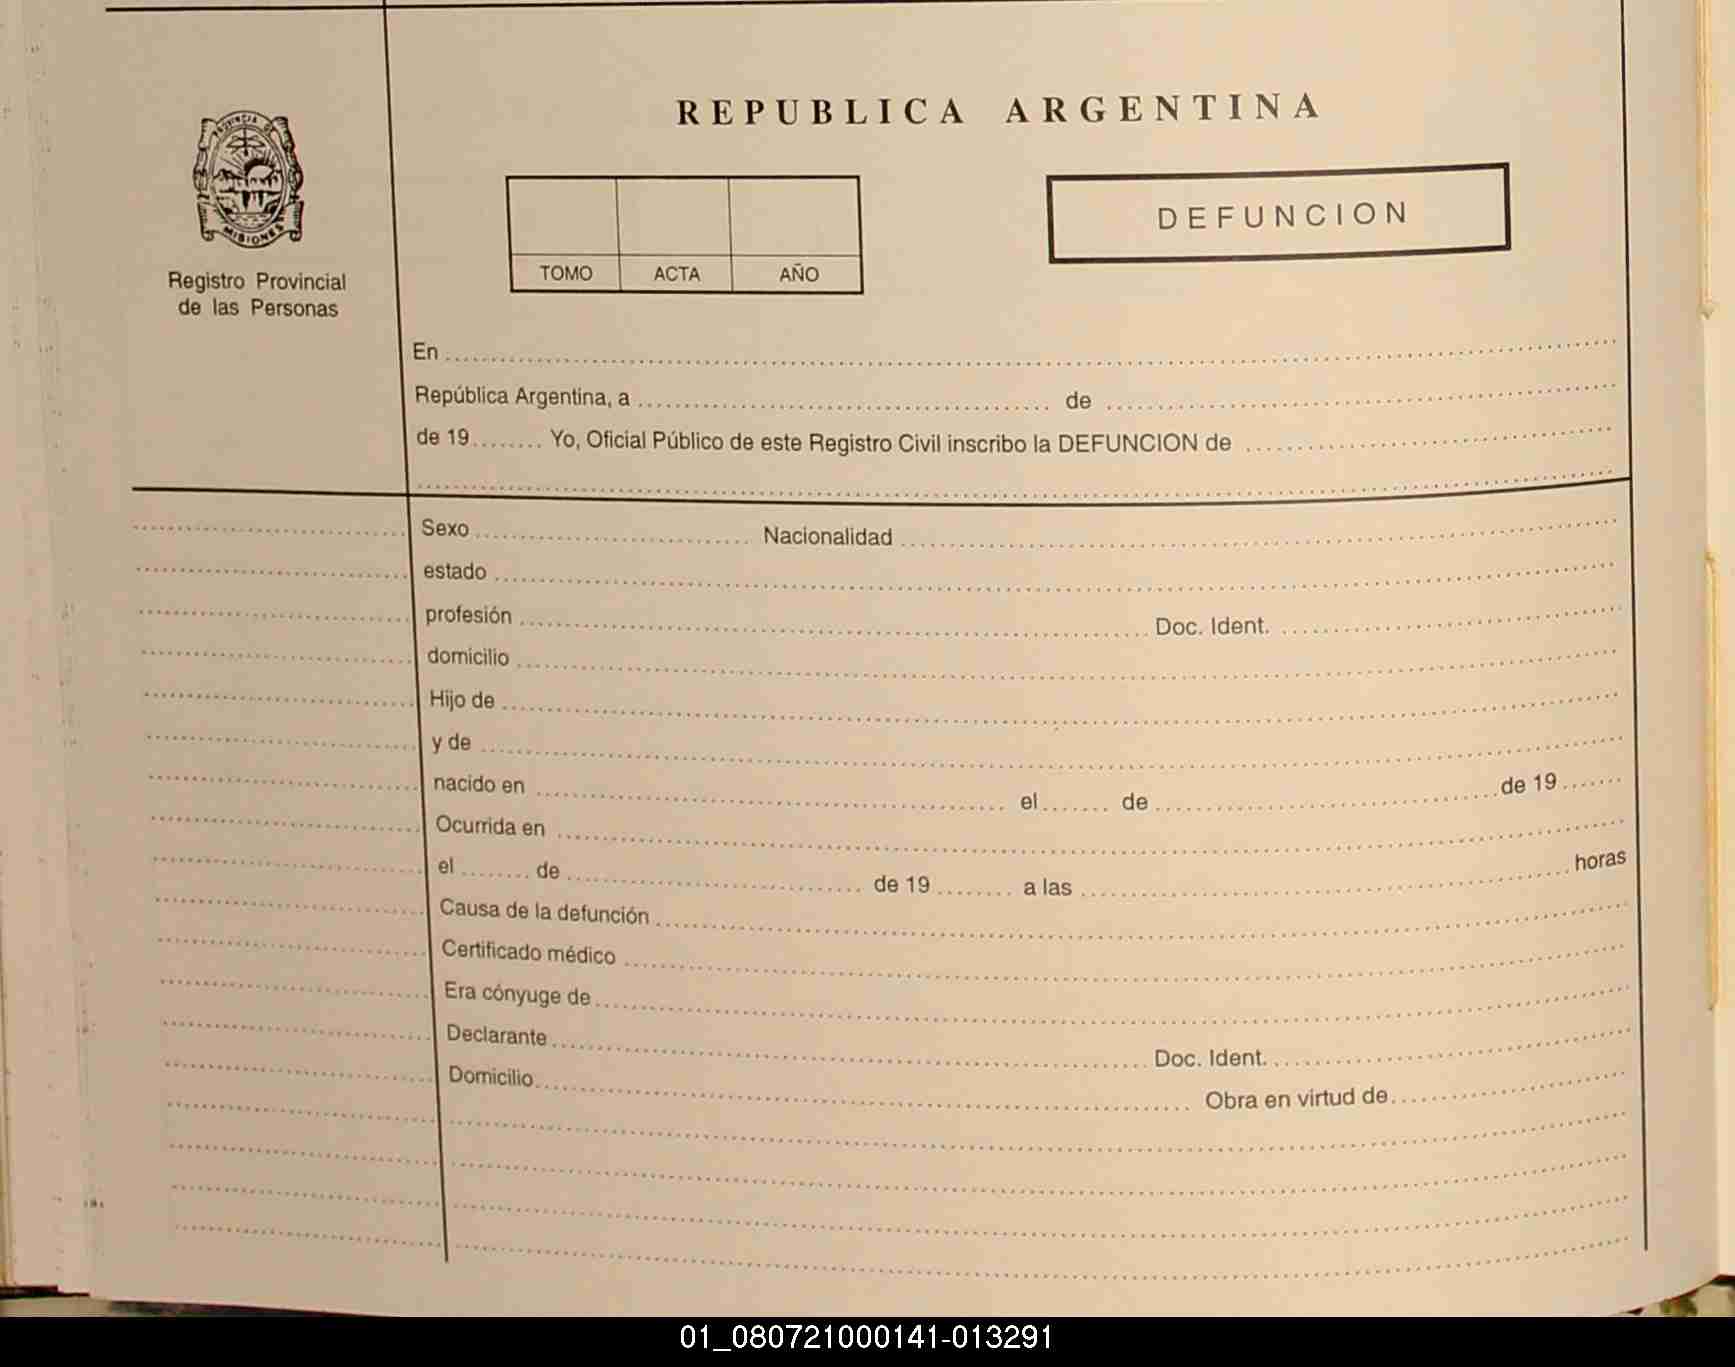 PROVINCIA DE
MISIONES
Registro Provincial
de las Personas
REPUBLICA ARGENTINA
TOMO ACTA AÑO
DEFUNCION
En
República Argentina, a de
de 19 Yo, Oficial Público de este Registro Civil inscribo la DEFUNCION de
Sexo Nacionalidad
estado
profesión Doc. Ident.
domicilio
Hijo de
y de
nacido en el de de 19
Ocurrida en
el de de 19 a las horas
Causa de la defunción
Certificado médico
Era cónyuge de
Declarante Doc. Ident.
Domicilio Obra en virtud de
01_080721000141-013291